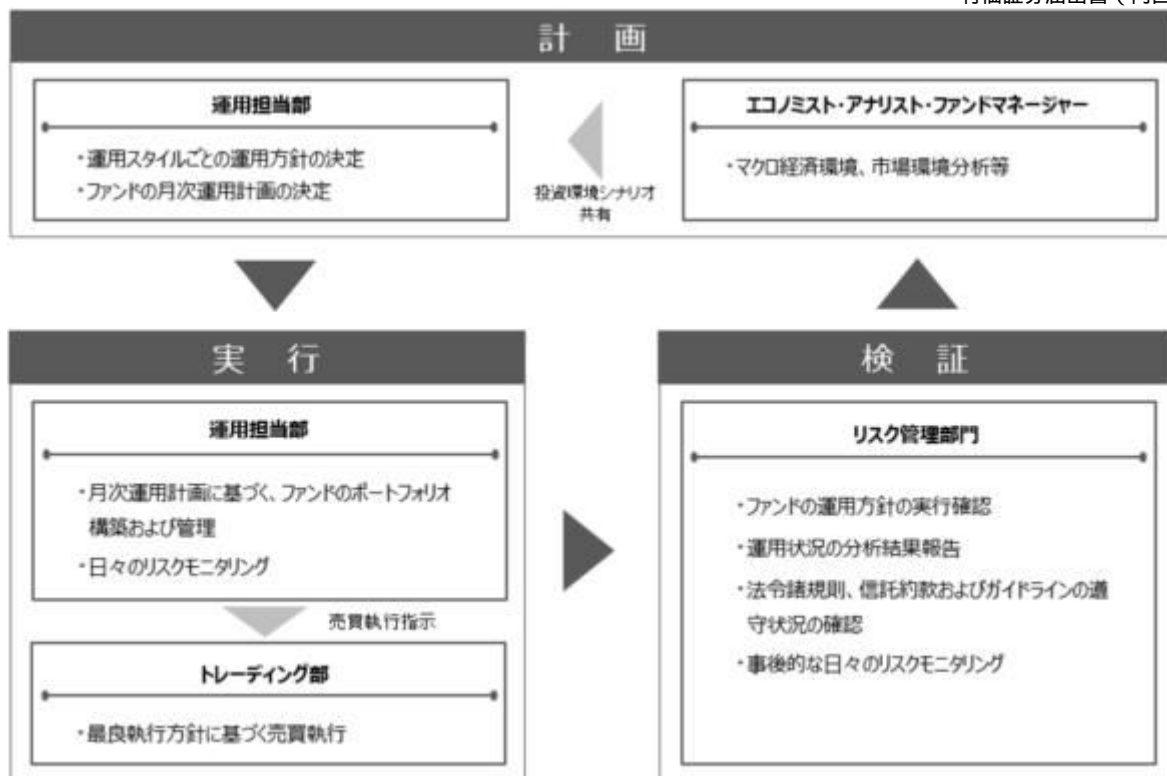 計 画
運用担当部
・運用スタイルごとの運用方針の決定
・ファンドの月次運用計画の決定
投資環境シナリオ
共有
エコノミスト・アナリスト・ファンドマネージャー
・マクロ経済環境、市場環境分析等
実 行
運用担当部
・月次運用計画に基づく、ファンドのポートフォリオ
構築および管理
・日々のリスクモニタリング
売買執行指示
トレーディング部
・最良執行方針に基づく売買執行
検 証
リスク管理部門
・ファンドの運用方針の実行確認
・運用状況の分析結果報告
・法令諸規則、信託約款およびガイドラインの遵
守状況の確認
・事後的な日々のリスクモニタリング